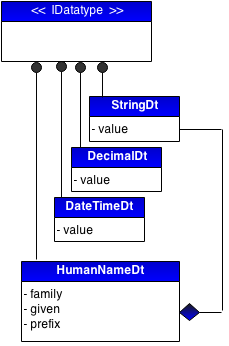 << IDatatype >>
StringDt
- value
DecimalDt
- value
DateTimeDt
- value
HumanNameDt
- family
- given
- prefix